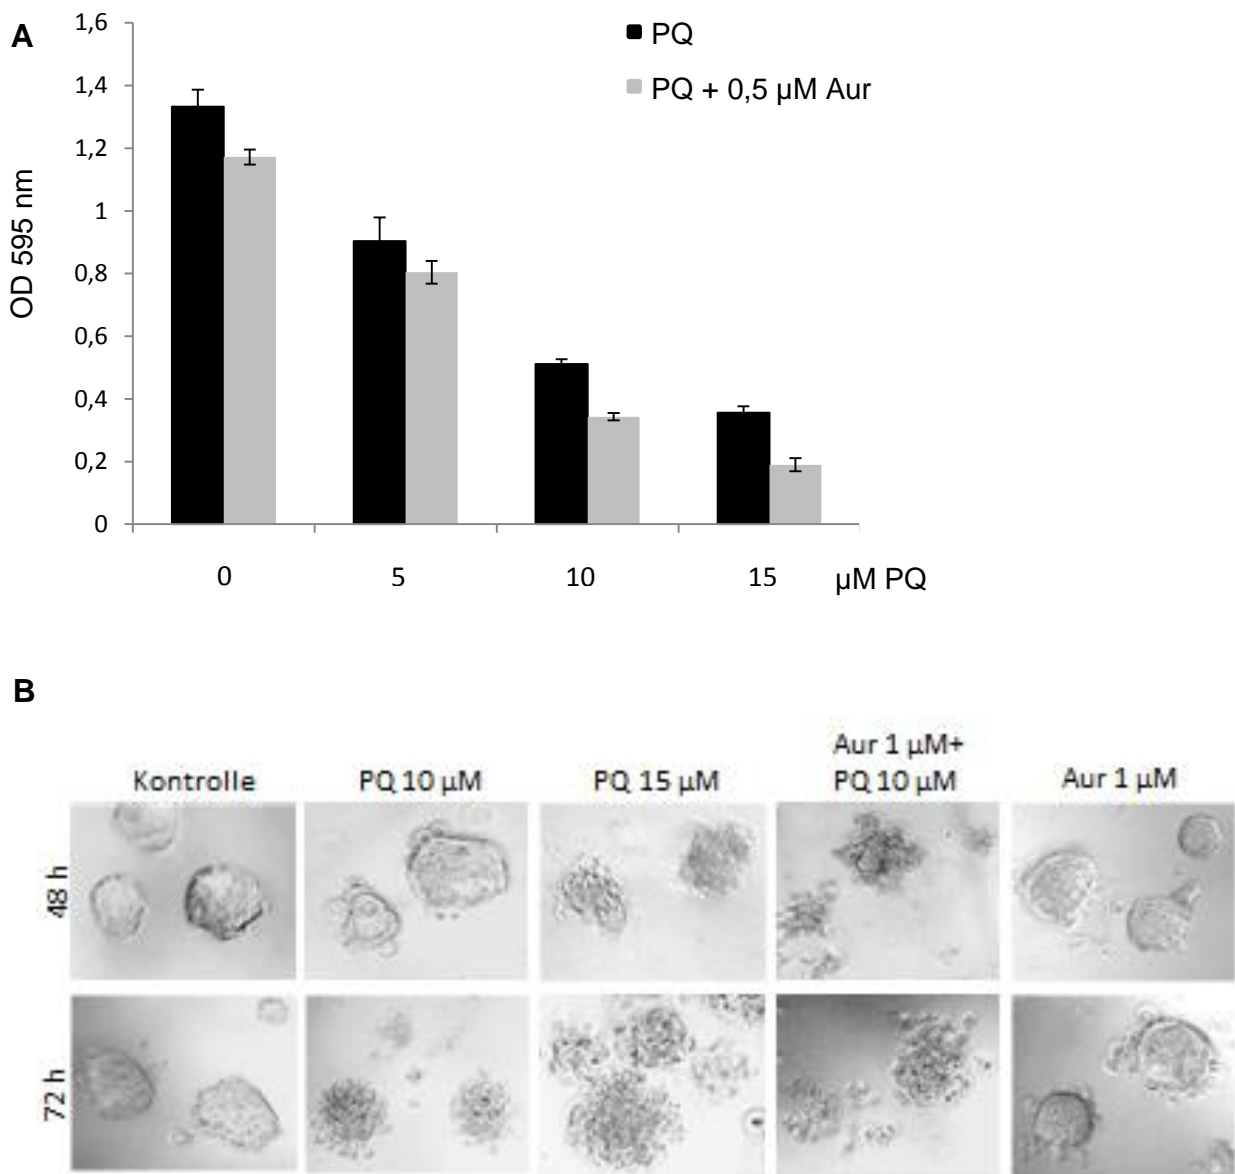 A
1,6
1,4
1,2
1
0,8
0,6
0,4
0,2
0
OD 595 nm
PQ
PQ + 0,5 µM Aur
0 5 10 15 µM PQ
B
Kontrolle PQ 10 µM PQ 15 µM Aur 1 µM+ Aur 1 µM
PQ 10 µM
48 h
72 h